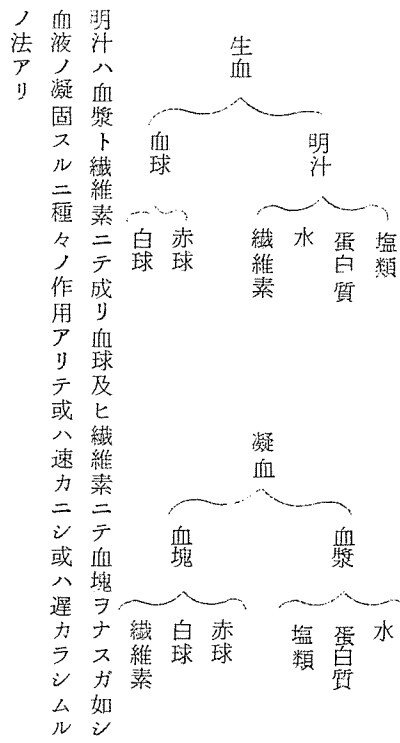 生血
明汁
塩類
蛋白質
水
繊維素
血球
赤球
白球
凝血
血漿
水
蛋白質
塩類
血塊
赤球
白球
繊維素
明汁ハ血漿ト繊維素ニテ成リ血球及ヒ繊維素ニテ血塊ヲナスガ如シ
血液ノ凝固スルニ種々ノ作用アリテ或ハ速カニシ或ハ遅カラシムル
ノ法アリ